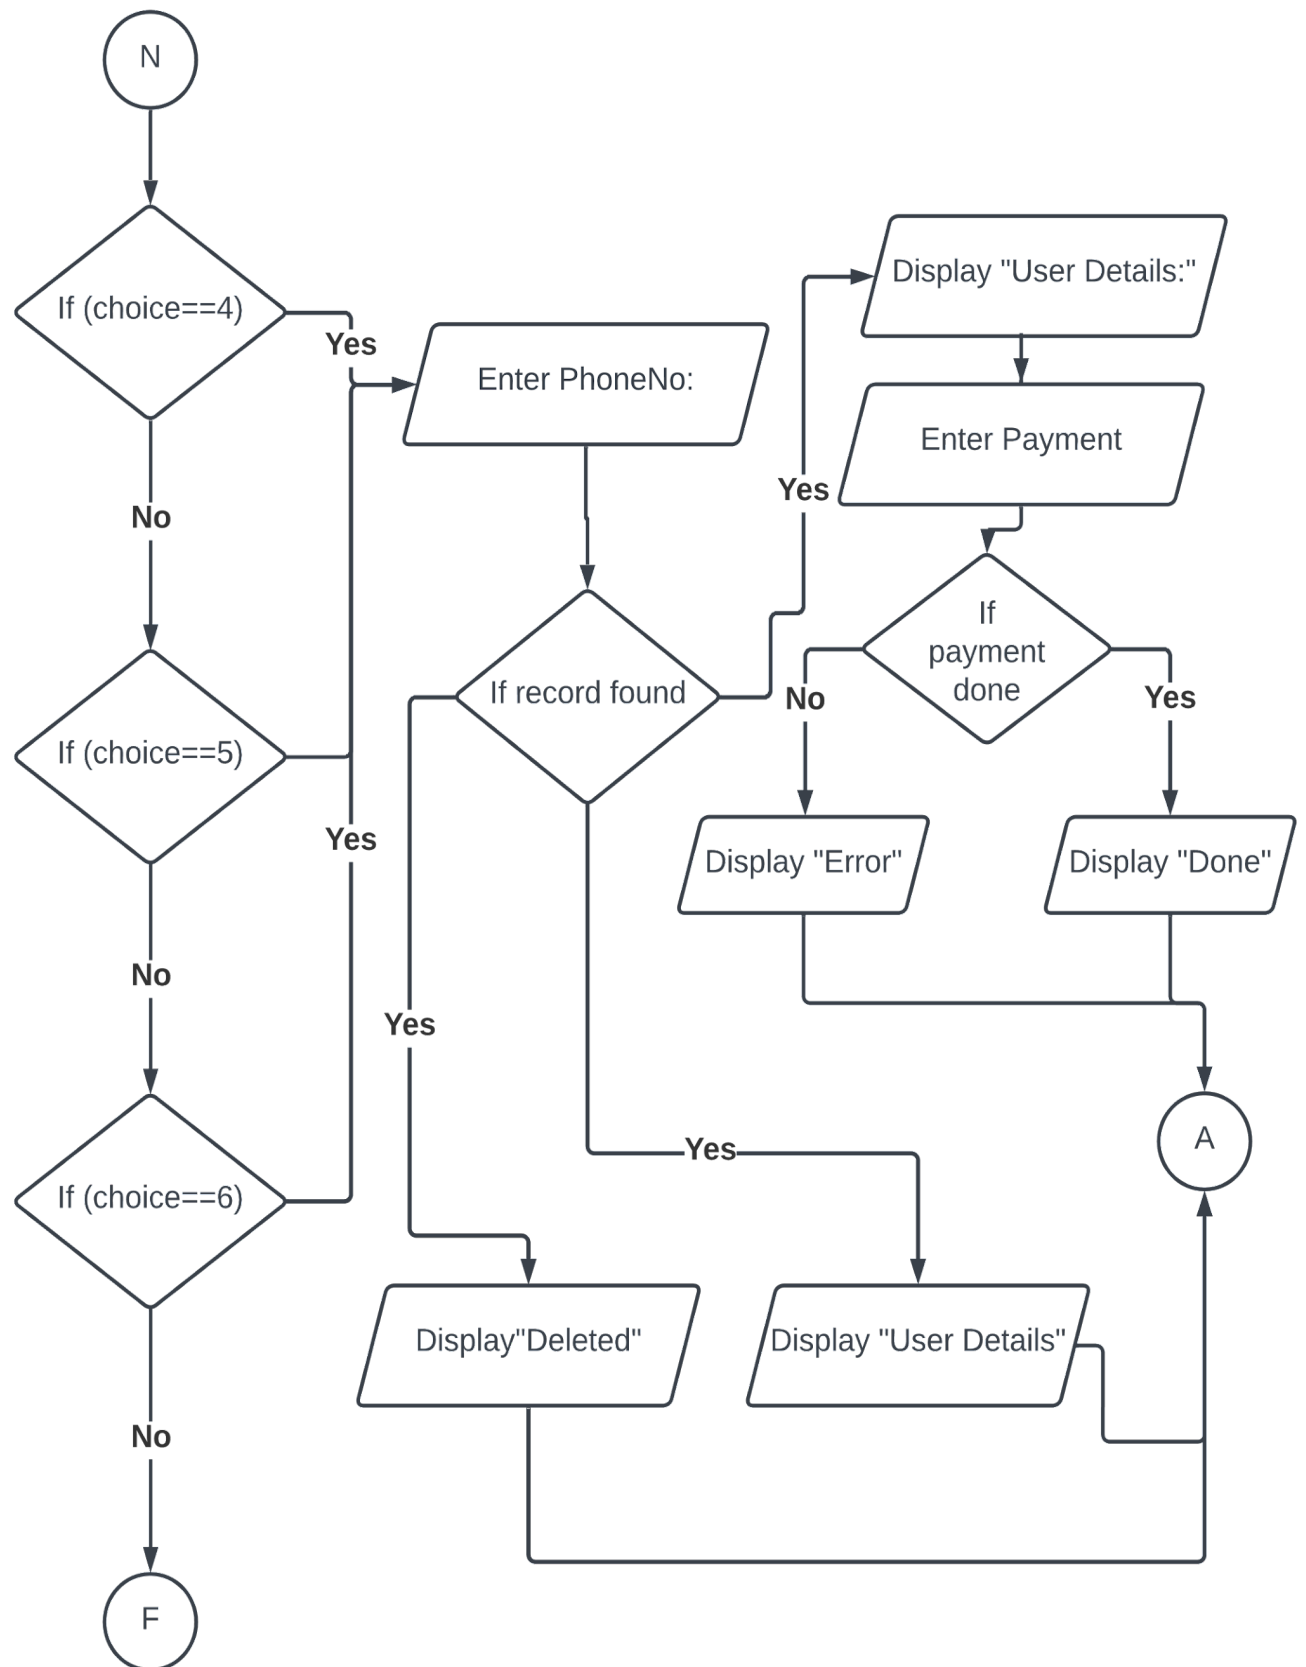 N
If (choice==4)
Yes
No
If (choice==5)
Yes
No
If (choice==6)
No
F
Enter PhoneNo:
If record found
Yes
Yes
Yes
Display "User Details:"
Enter Payment
If
payment
done
No
Yes
Display "Error"
Display "Done"
A
Display"Deleted"
Display "User Details"